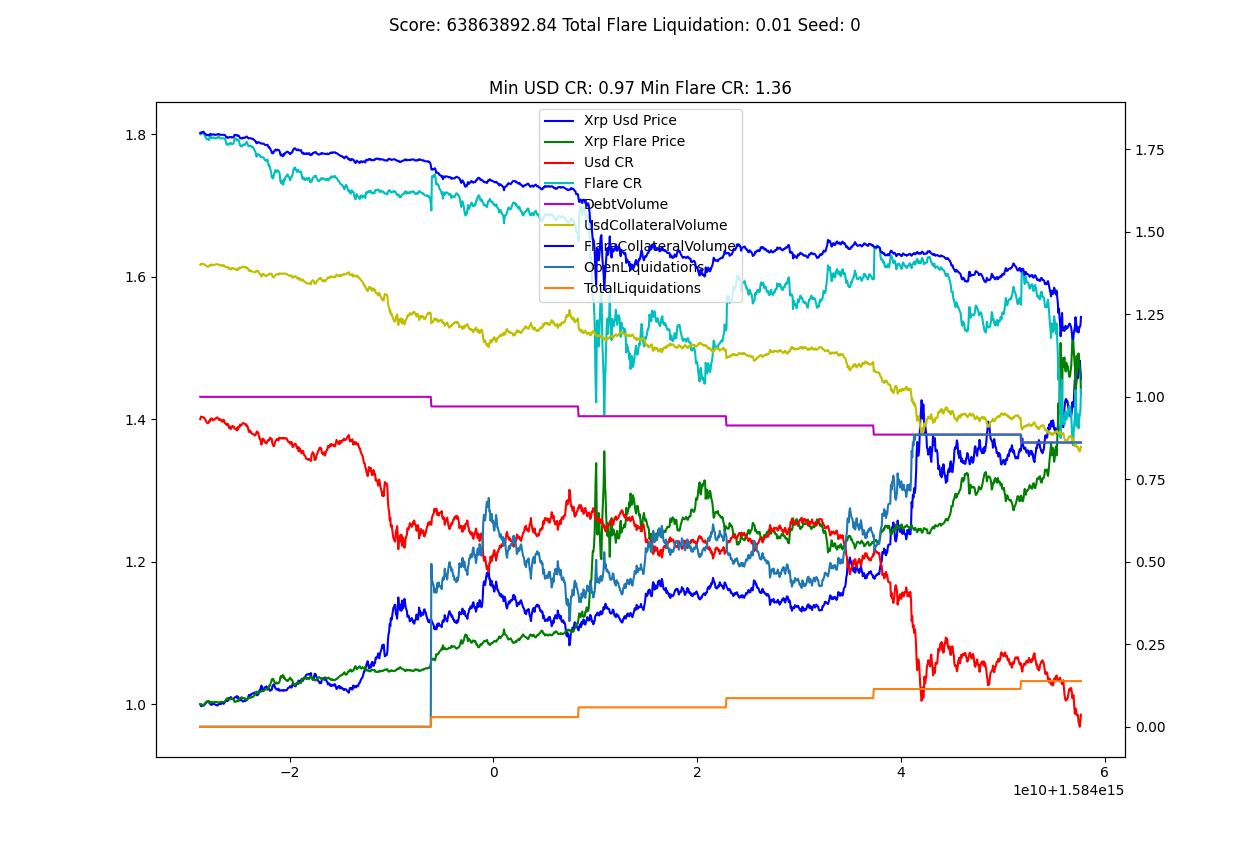 Score: 63863892.84 Total Flare Liquidation: 0.01 Seed: 0
Min USD CR: 0.97 Min Flare CR: 1.36
Xrp Usd Price
Xrp Flare Price
Usd CR
Flare CR
DebtVolume
UsdCollateralVolume
FlareCollateralVolume
OpenLiquidations
TotalLiquidations
1.8
1.6
1.4
1.2
1.0
1.75
1.50
1.25
1.00
0.75
0.50
0.25
0.00
−2
0
2
4
6
1e10+1.584e15